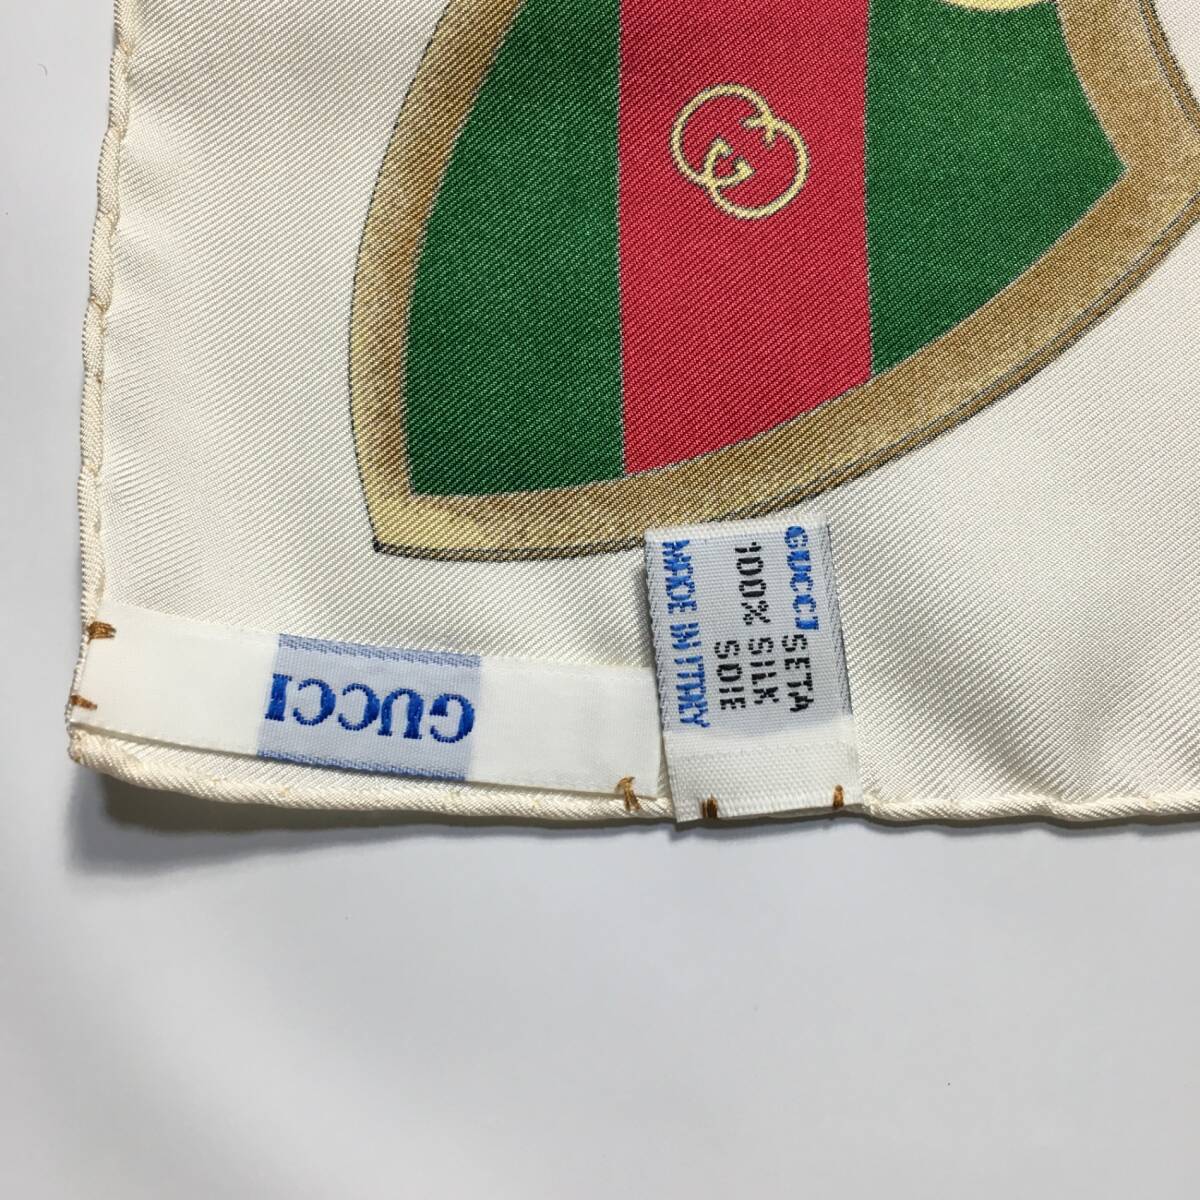 GUCCI
GUCCI
SETA
100% SILK
SOIE
MADE IN ITALY